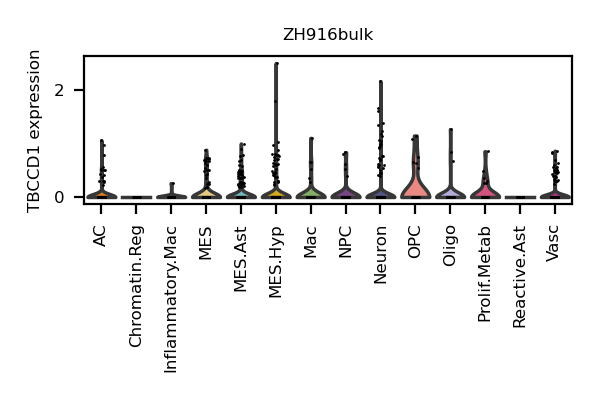 ZH916bulk
TBCCD1 expression
2
0
AC
Chromatin.Reg
Inflammatory.Mac
MES
MES.Ast
MES.Hyp
Mac
NPC
Neuron
OPC
Oligo
Prolif.Metab
Reactive.Ast
Vasc